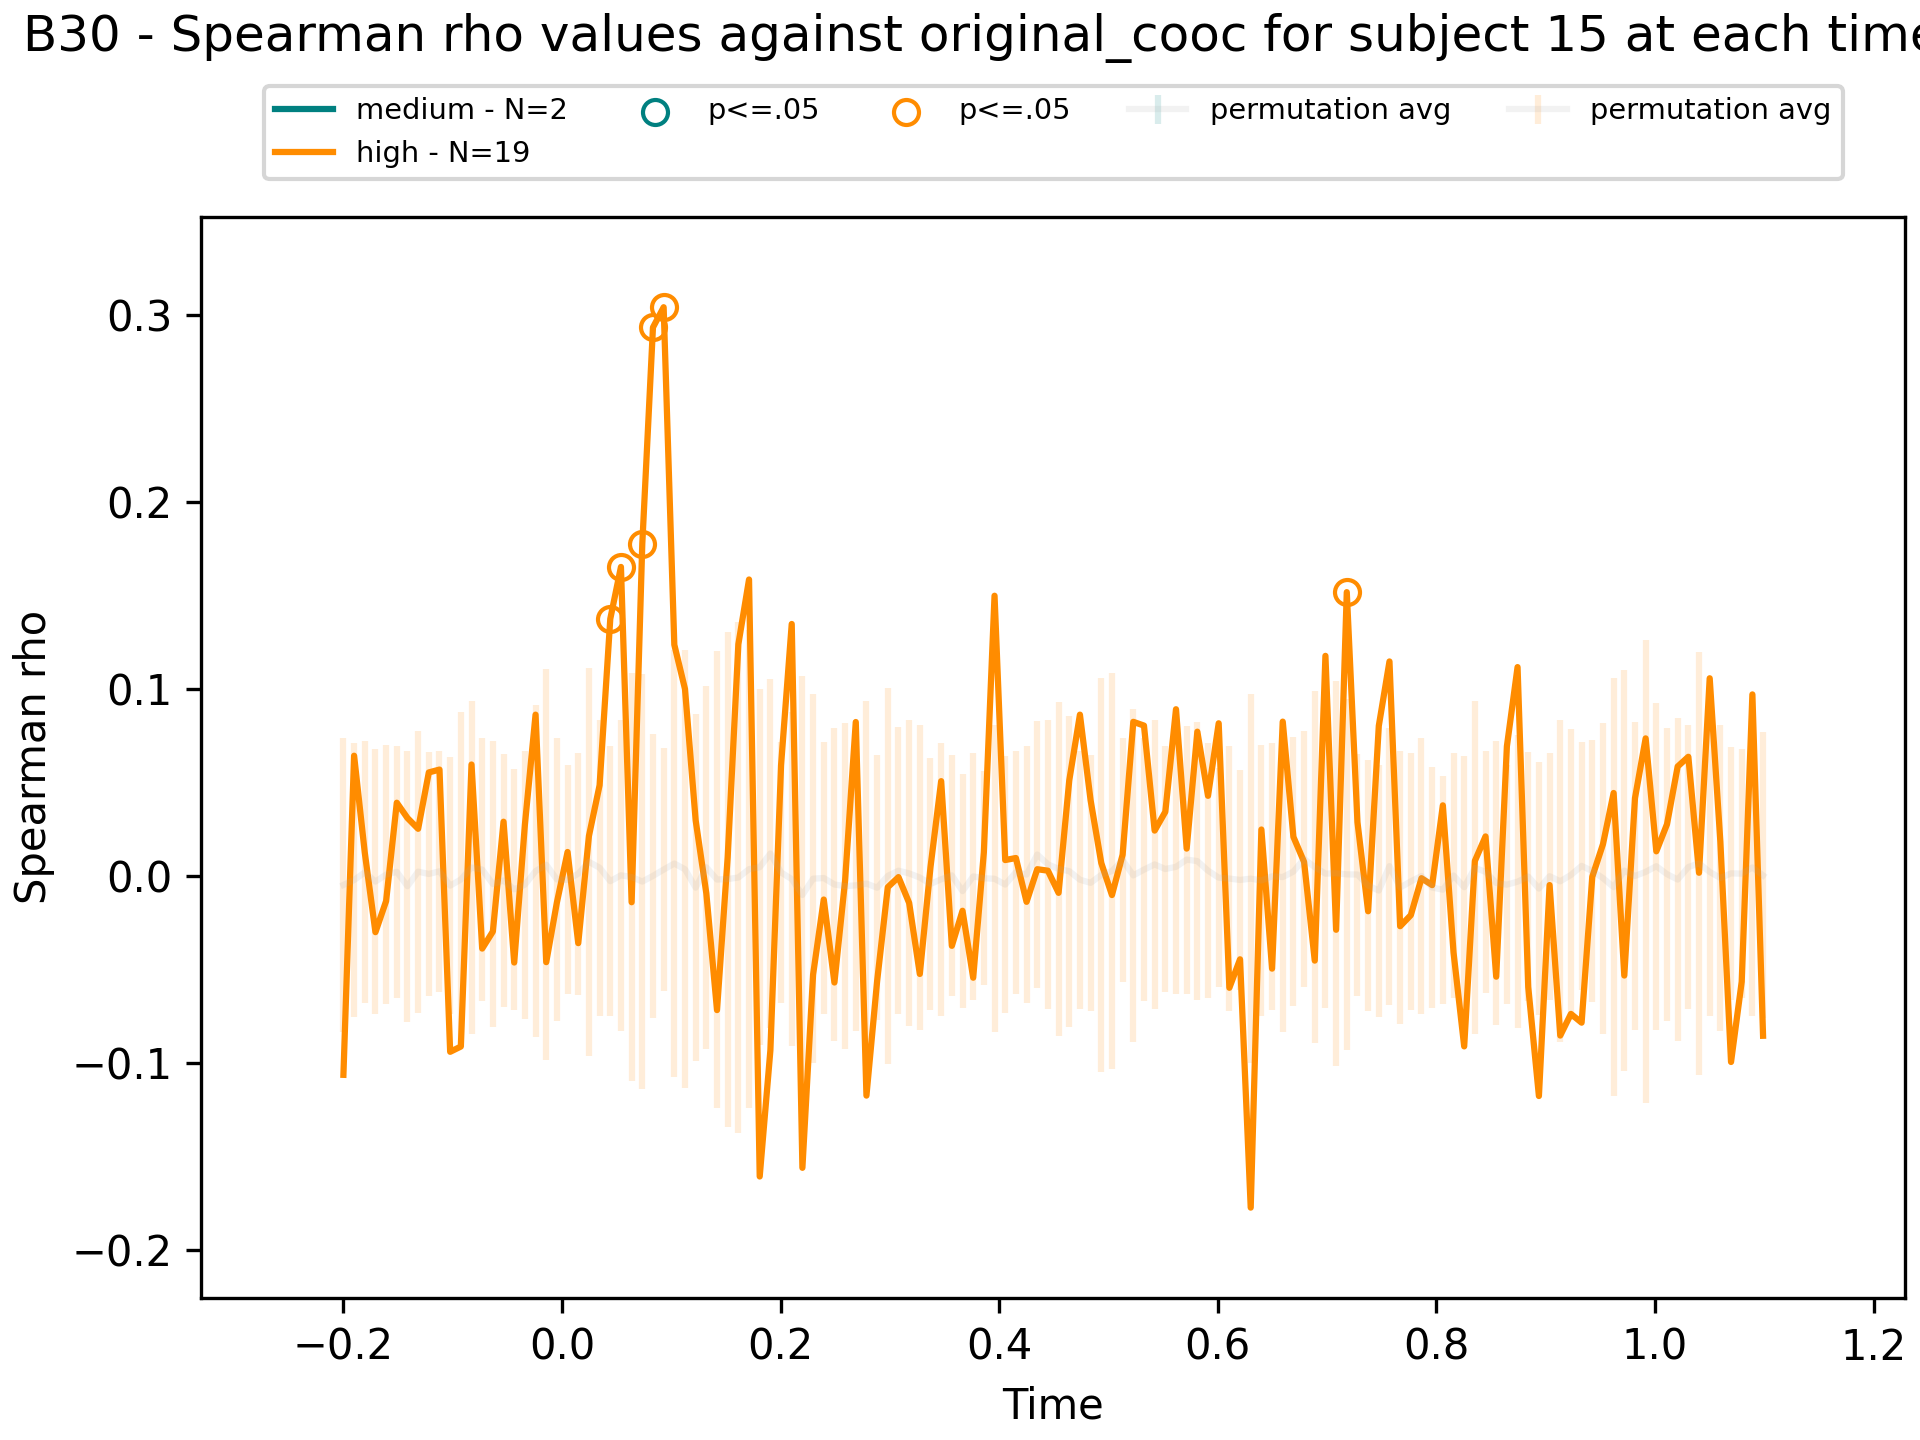 B30 - Spearman rho values against original_cooc for subject 15 at each time
medium - N=2
high - N=19
p<=.05
p<=.05
permutation avg
permutation avg
Spearman rho
0.3
0.2
0.1
0.0
−0.1
−0.2
−0.2 0.0 0.2 0.4 0.6 0.8 1.0 1.2
Time